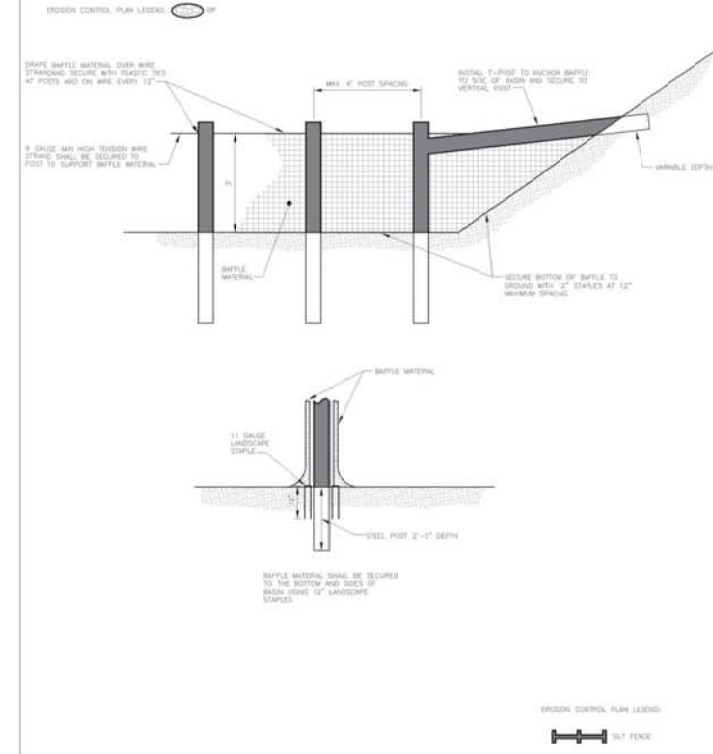 EROSION CONTROL PLAN LEGEND: OR
DRAPE BAFFLE MATERIAL OVER WIRE
STRAND AND SECURE WITH PLASTIC TIES
AT POSTS AND ON WIRE EVERY 12"
MAX. 4' POST SPACING
INSTALL T-POST TO ANCHOR BAFFLE
TO SIDE OF BASIN AND SECURE TO
VERTICAL POST
9 GAUGE MIN HIGH TENSION WIRE
STRAND SHALL BE SECURED TO
POST TO SUPPORT BAFFLE MATERIAL
3'
VARIABLE DEPTH
BAFFLE
MATERIAL
SECURE BOTTOM OF BAFFLE TO
GROUND WITH 12" STAPLES AT 12"
MAXIMUM SPACING
BAFFLE MATERIAL
11 GAUGE
LANDSCAPE
STAPLE
12"
STEEL POST 2'-0" DEPTH
BAFFLE MATERIAL SHALL BE SECURED
TO THE BOTTOM AND SIDES OF
BASIN USING 12" LANDSCAPE
STAPLES
EROSION CONTROL PLAN LEGEND:
SILT FENCE